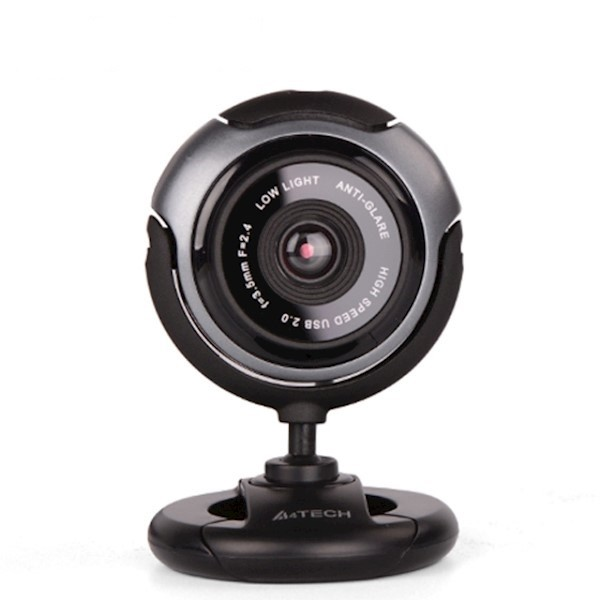 LOW LIGHT
ANTI-GLARE
HIGH SPEED USB 2.0
f=3.5mm F=2.4
A4TECH